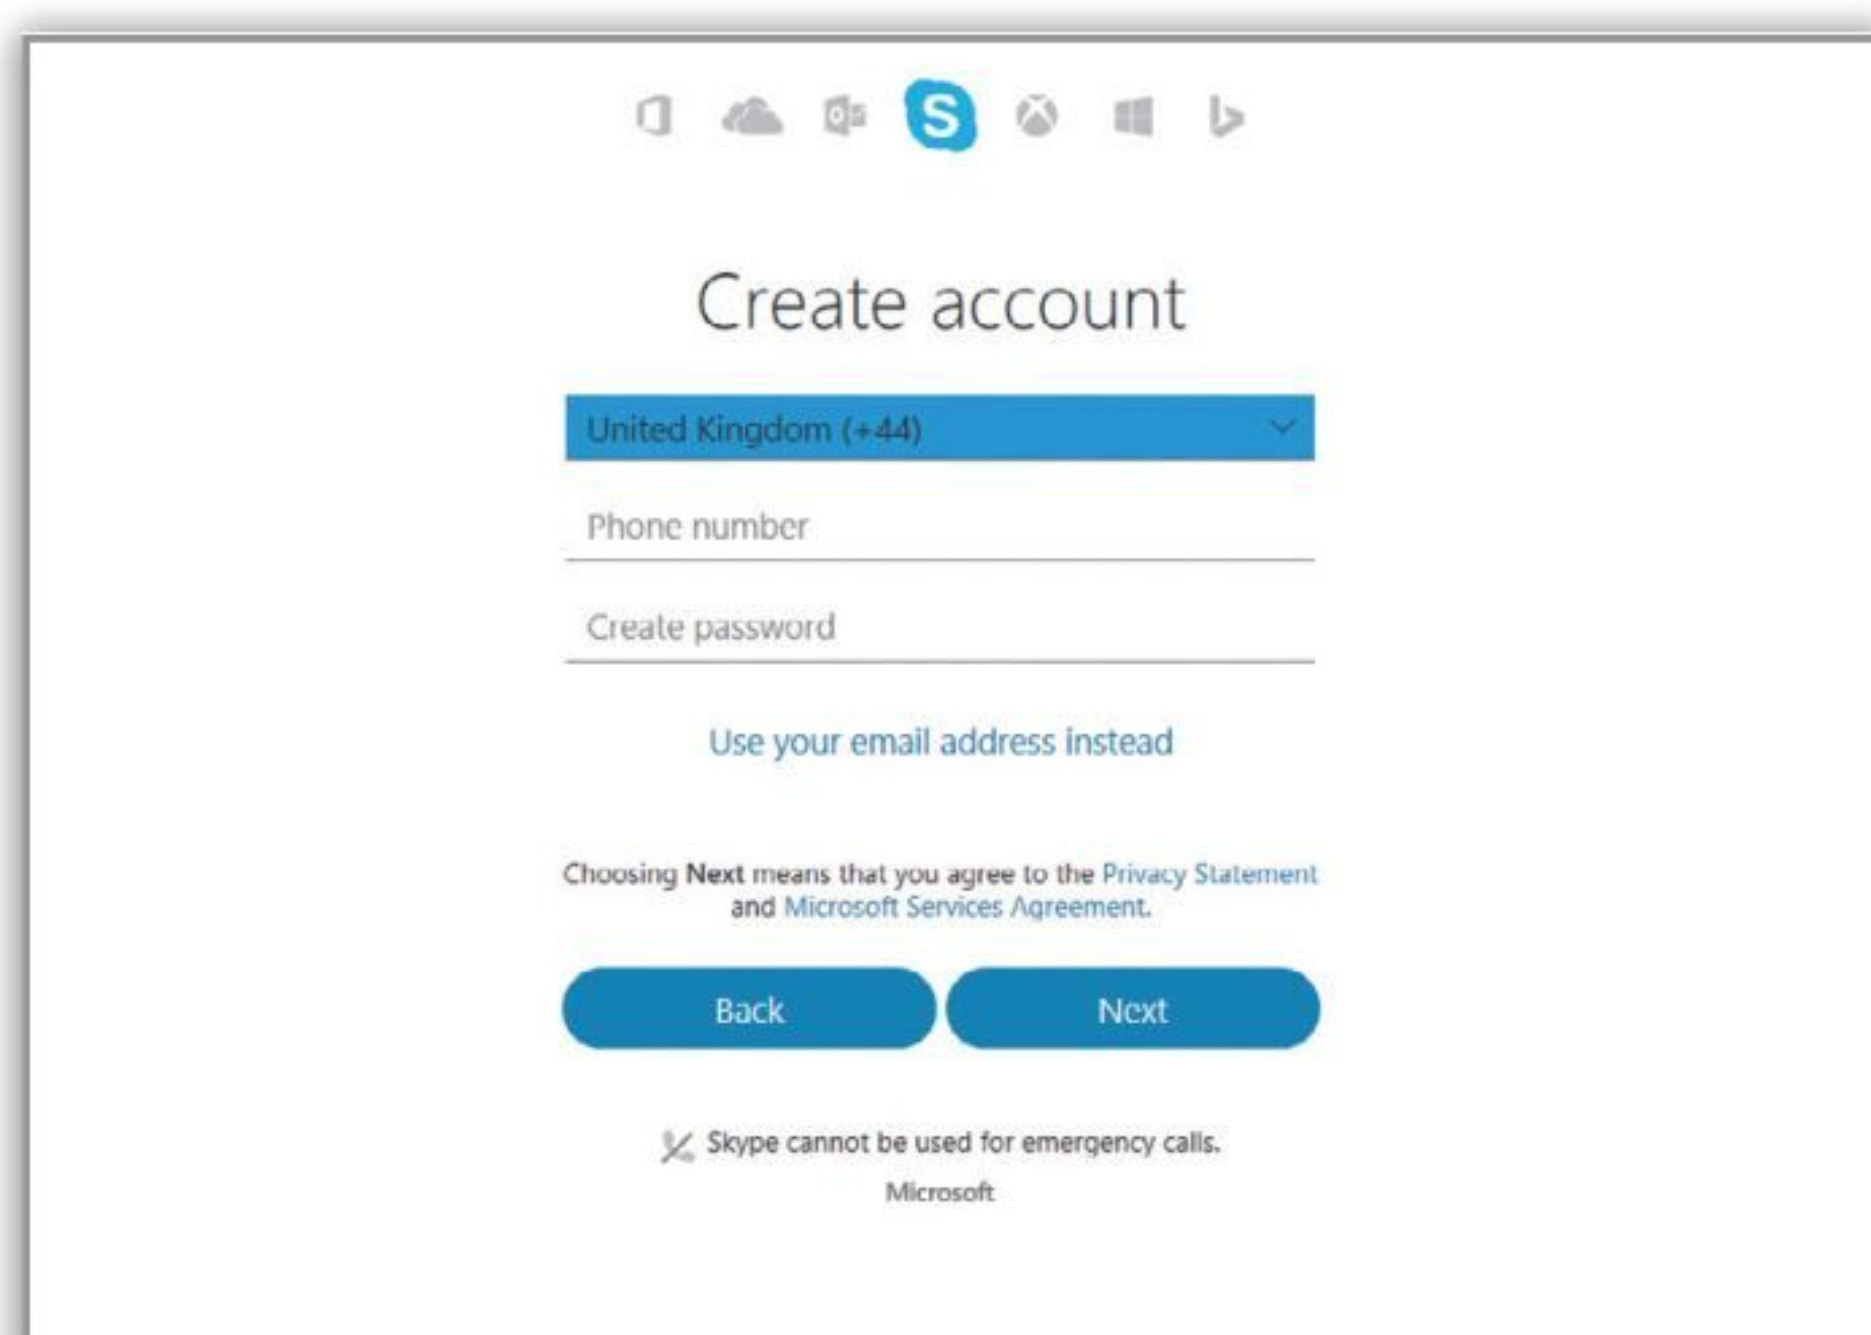 S
Create account
United Kingdom (+44)
Phone number
Create password
Use your email address instead
Choosing Next means that you agree to the Privacy Statement
and Microsoft Services Agreement.
Back Next
Skype cannot be used for emergency calls.
Microsoft